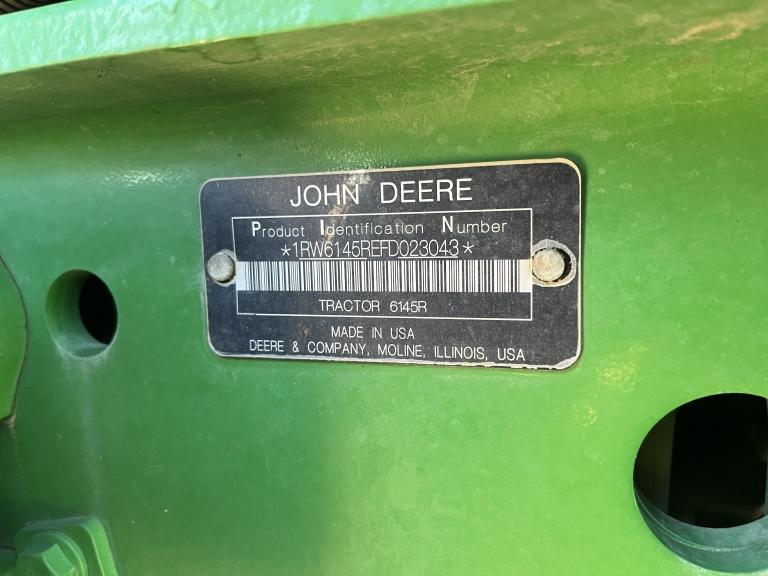 JOHN DEERE
Product Identification Number
*1RW6145REFD023043*
TRACTOR 6145R
MADE IN USA
DEERE & COMPANY, MOLINE, ILLINOIS, USA